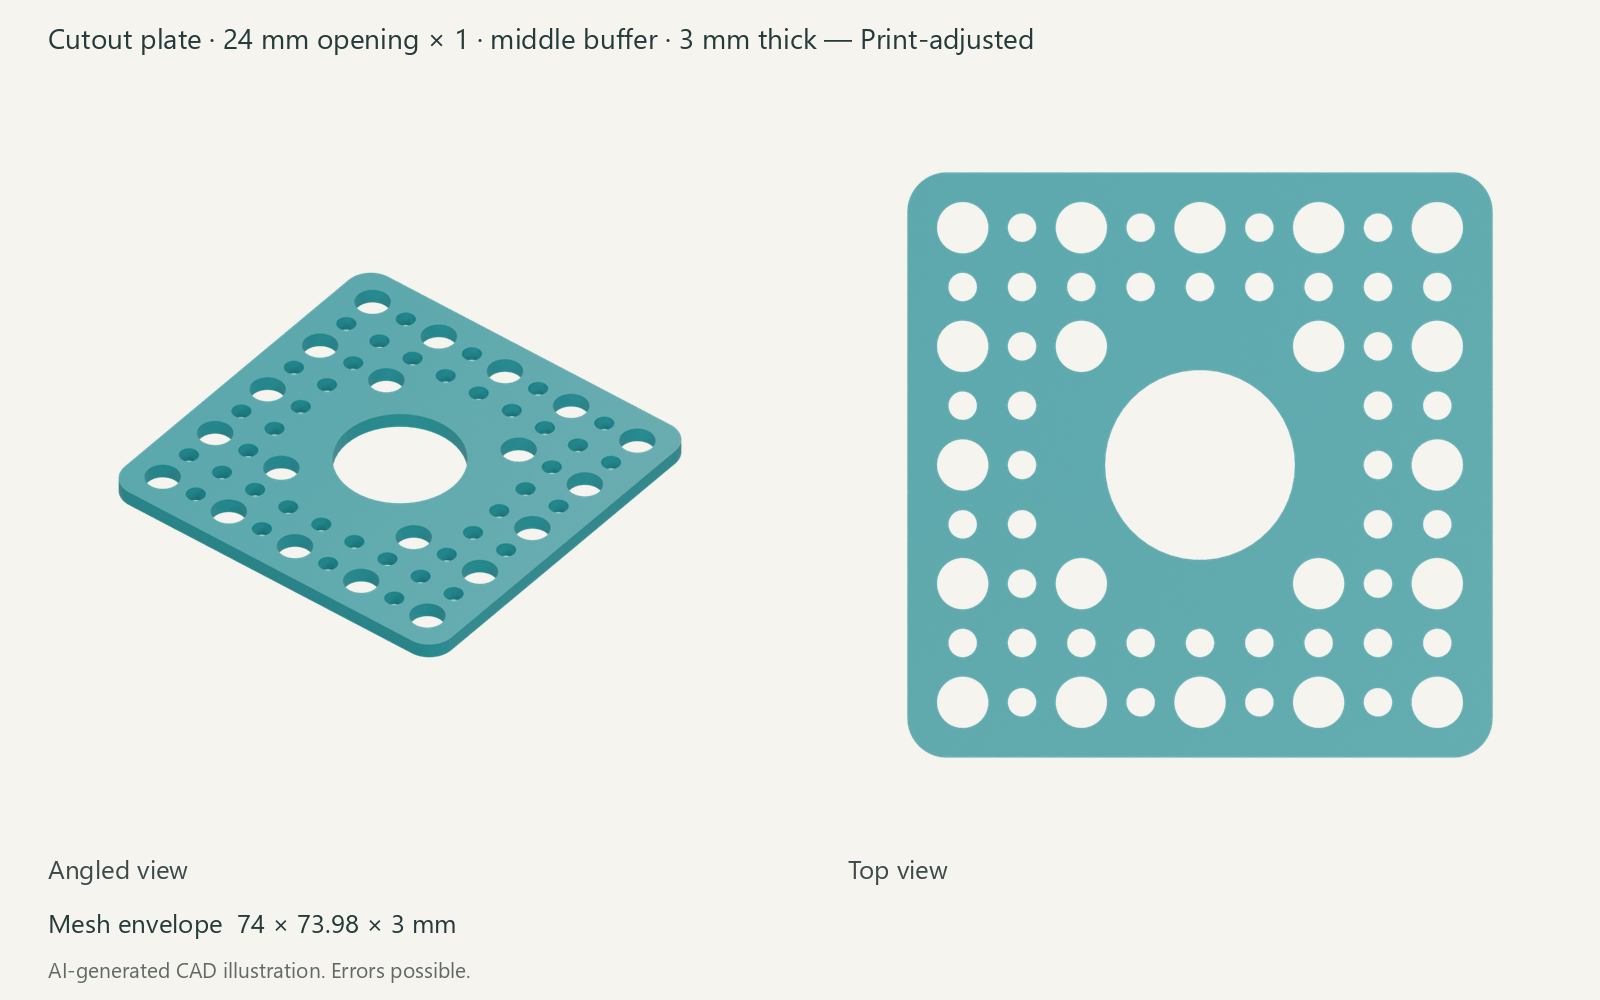 Cutout plate · 24 mm opening × 1 · middle buffer · 3 mm thick — Print-adjusted
Angled view
Top view
Mesh envelope 74 × 73.98 × 3 mm
AI-generated CAD illustration. Errors possible.